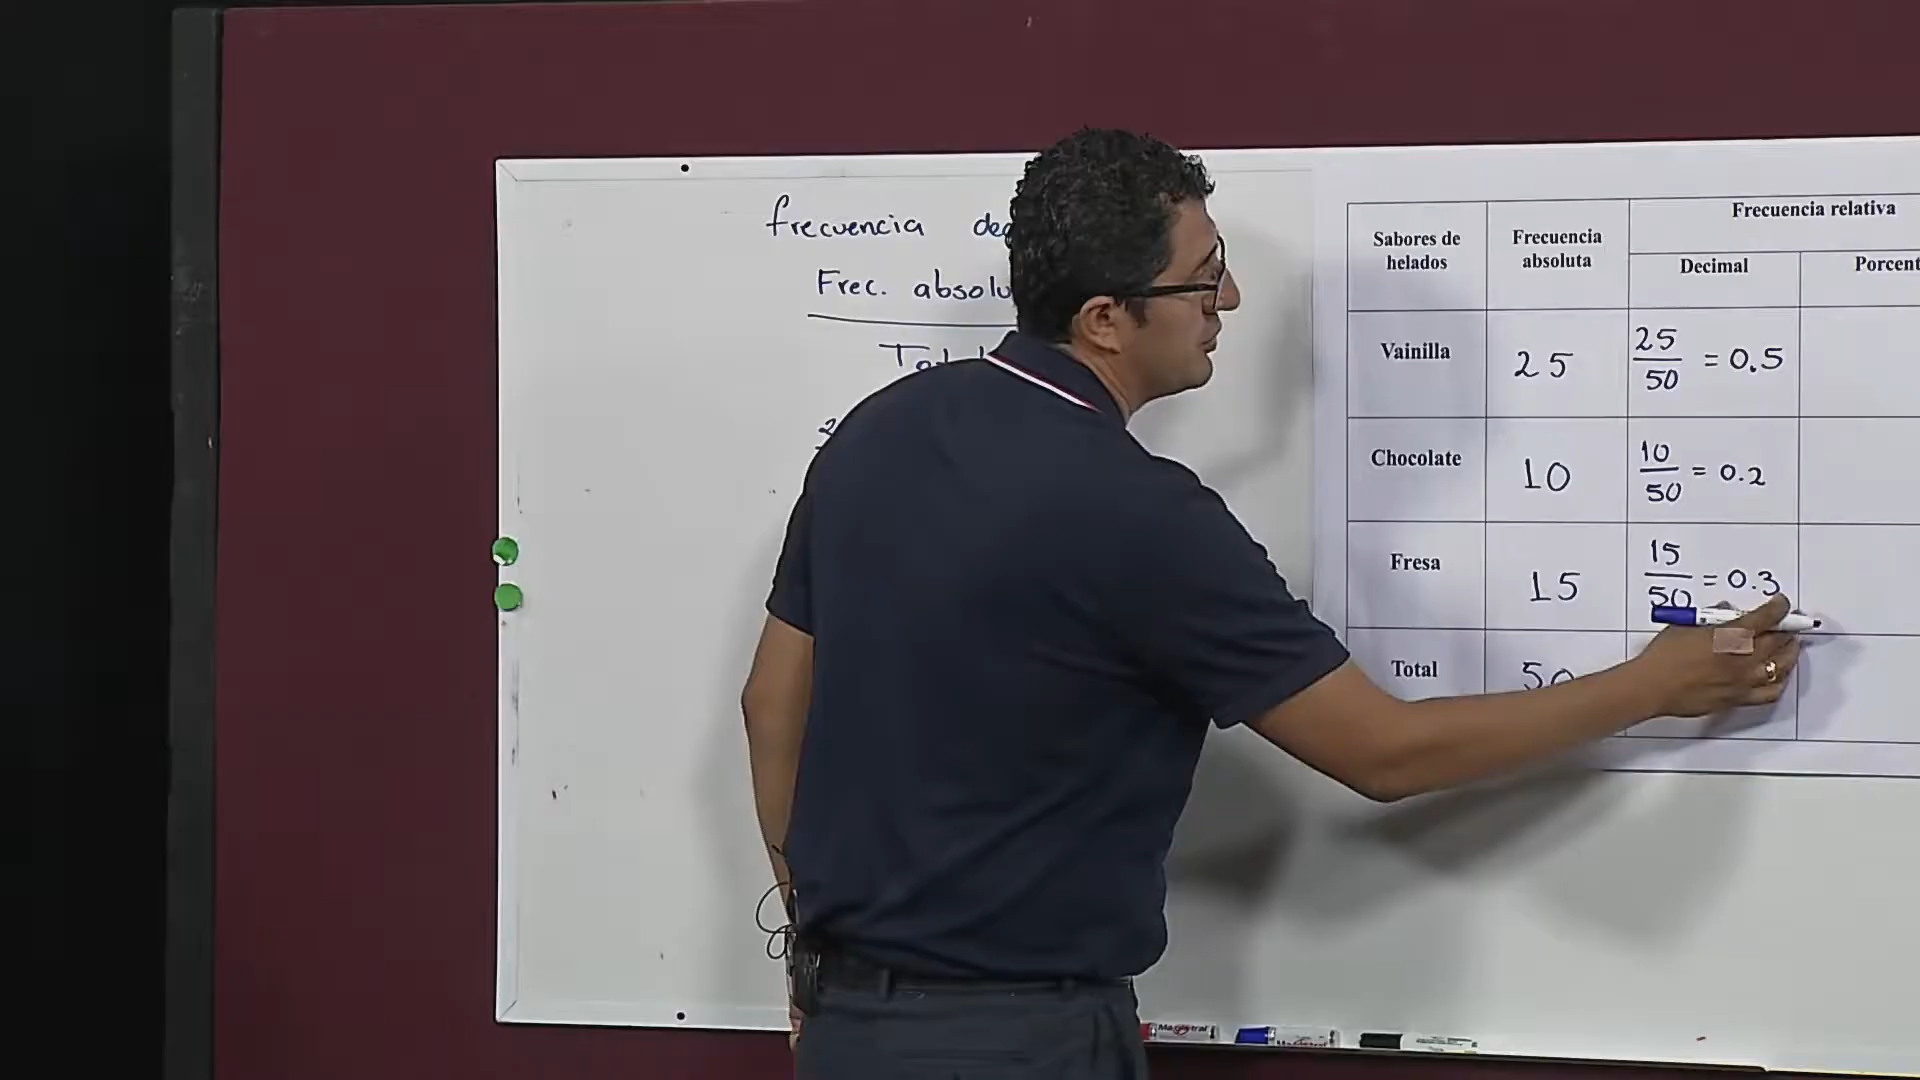 frecuencia
Frec.
Frecuencia relativa
Sabores de
helados
Frecuencia
absoluta
Decimal
Vainilla
25
25
50
= 0.5
Chocolate
10
10
50
= 0.2
Fresa
15
15
50
= 0.3
Total
50